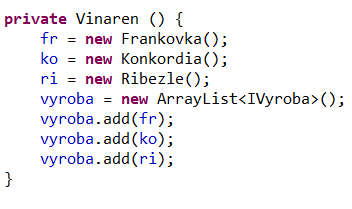 private Vinaren () {
    fr = new Frankovka();
    ko = new Konkordia();
    ri = new Ribezle();
    vyroba = new ArrayList<IVyroba>();
    vyroba.add(fr);
    vyroba.add(ko);
    vyroba.add(ri);
}